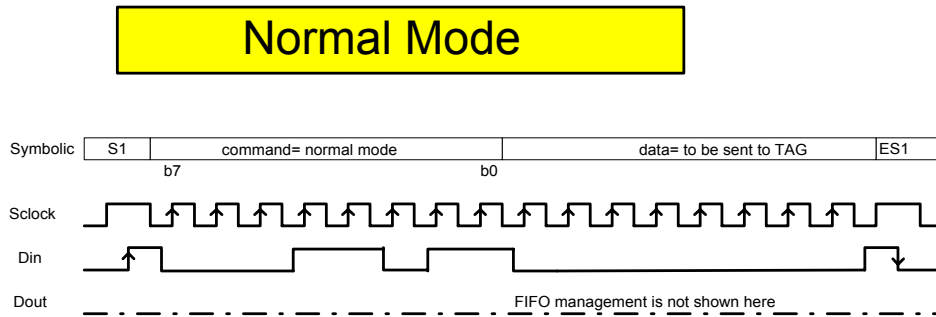 Normal Mode
Symbolic S1 command= normal mode data= to be sent to TAG ES1
b7 b0
Sclock
Din
Dout FIFO management is not shown here